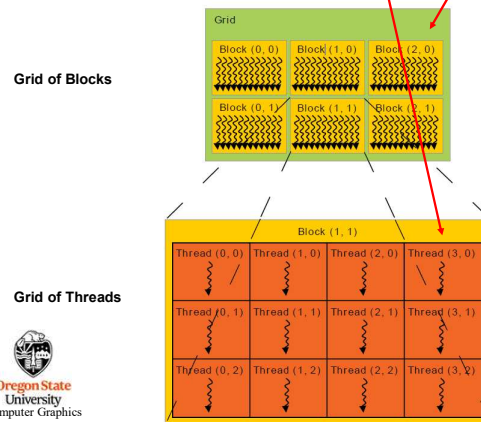 Grid
Block (0, 0) Block (1, 0) Block (2, 0)
Grid of Blocks
Block (0, 1) Block (1, 1) Block (2, 1)
Block (1, 1)
Thread (0, 0) Thread (1, 0) Thread (2, 0) Thread (3, 0)
Grid of Threads
Thread (0, 1) Thread (1, 1) Thread (2, 1) Thread (3, 1)
Thread (0, 2) Thread (1, 2) Thread (2, 2) Thread (3, 2)
Oregon State
University
mputer Graphics